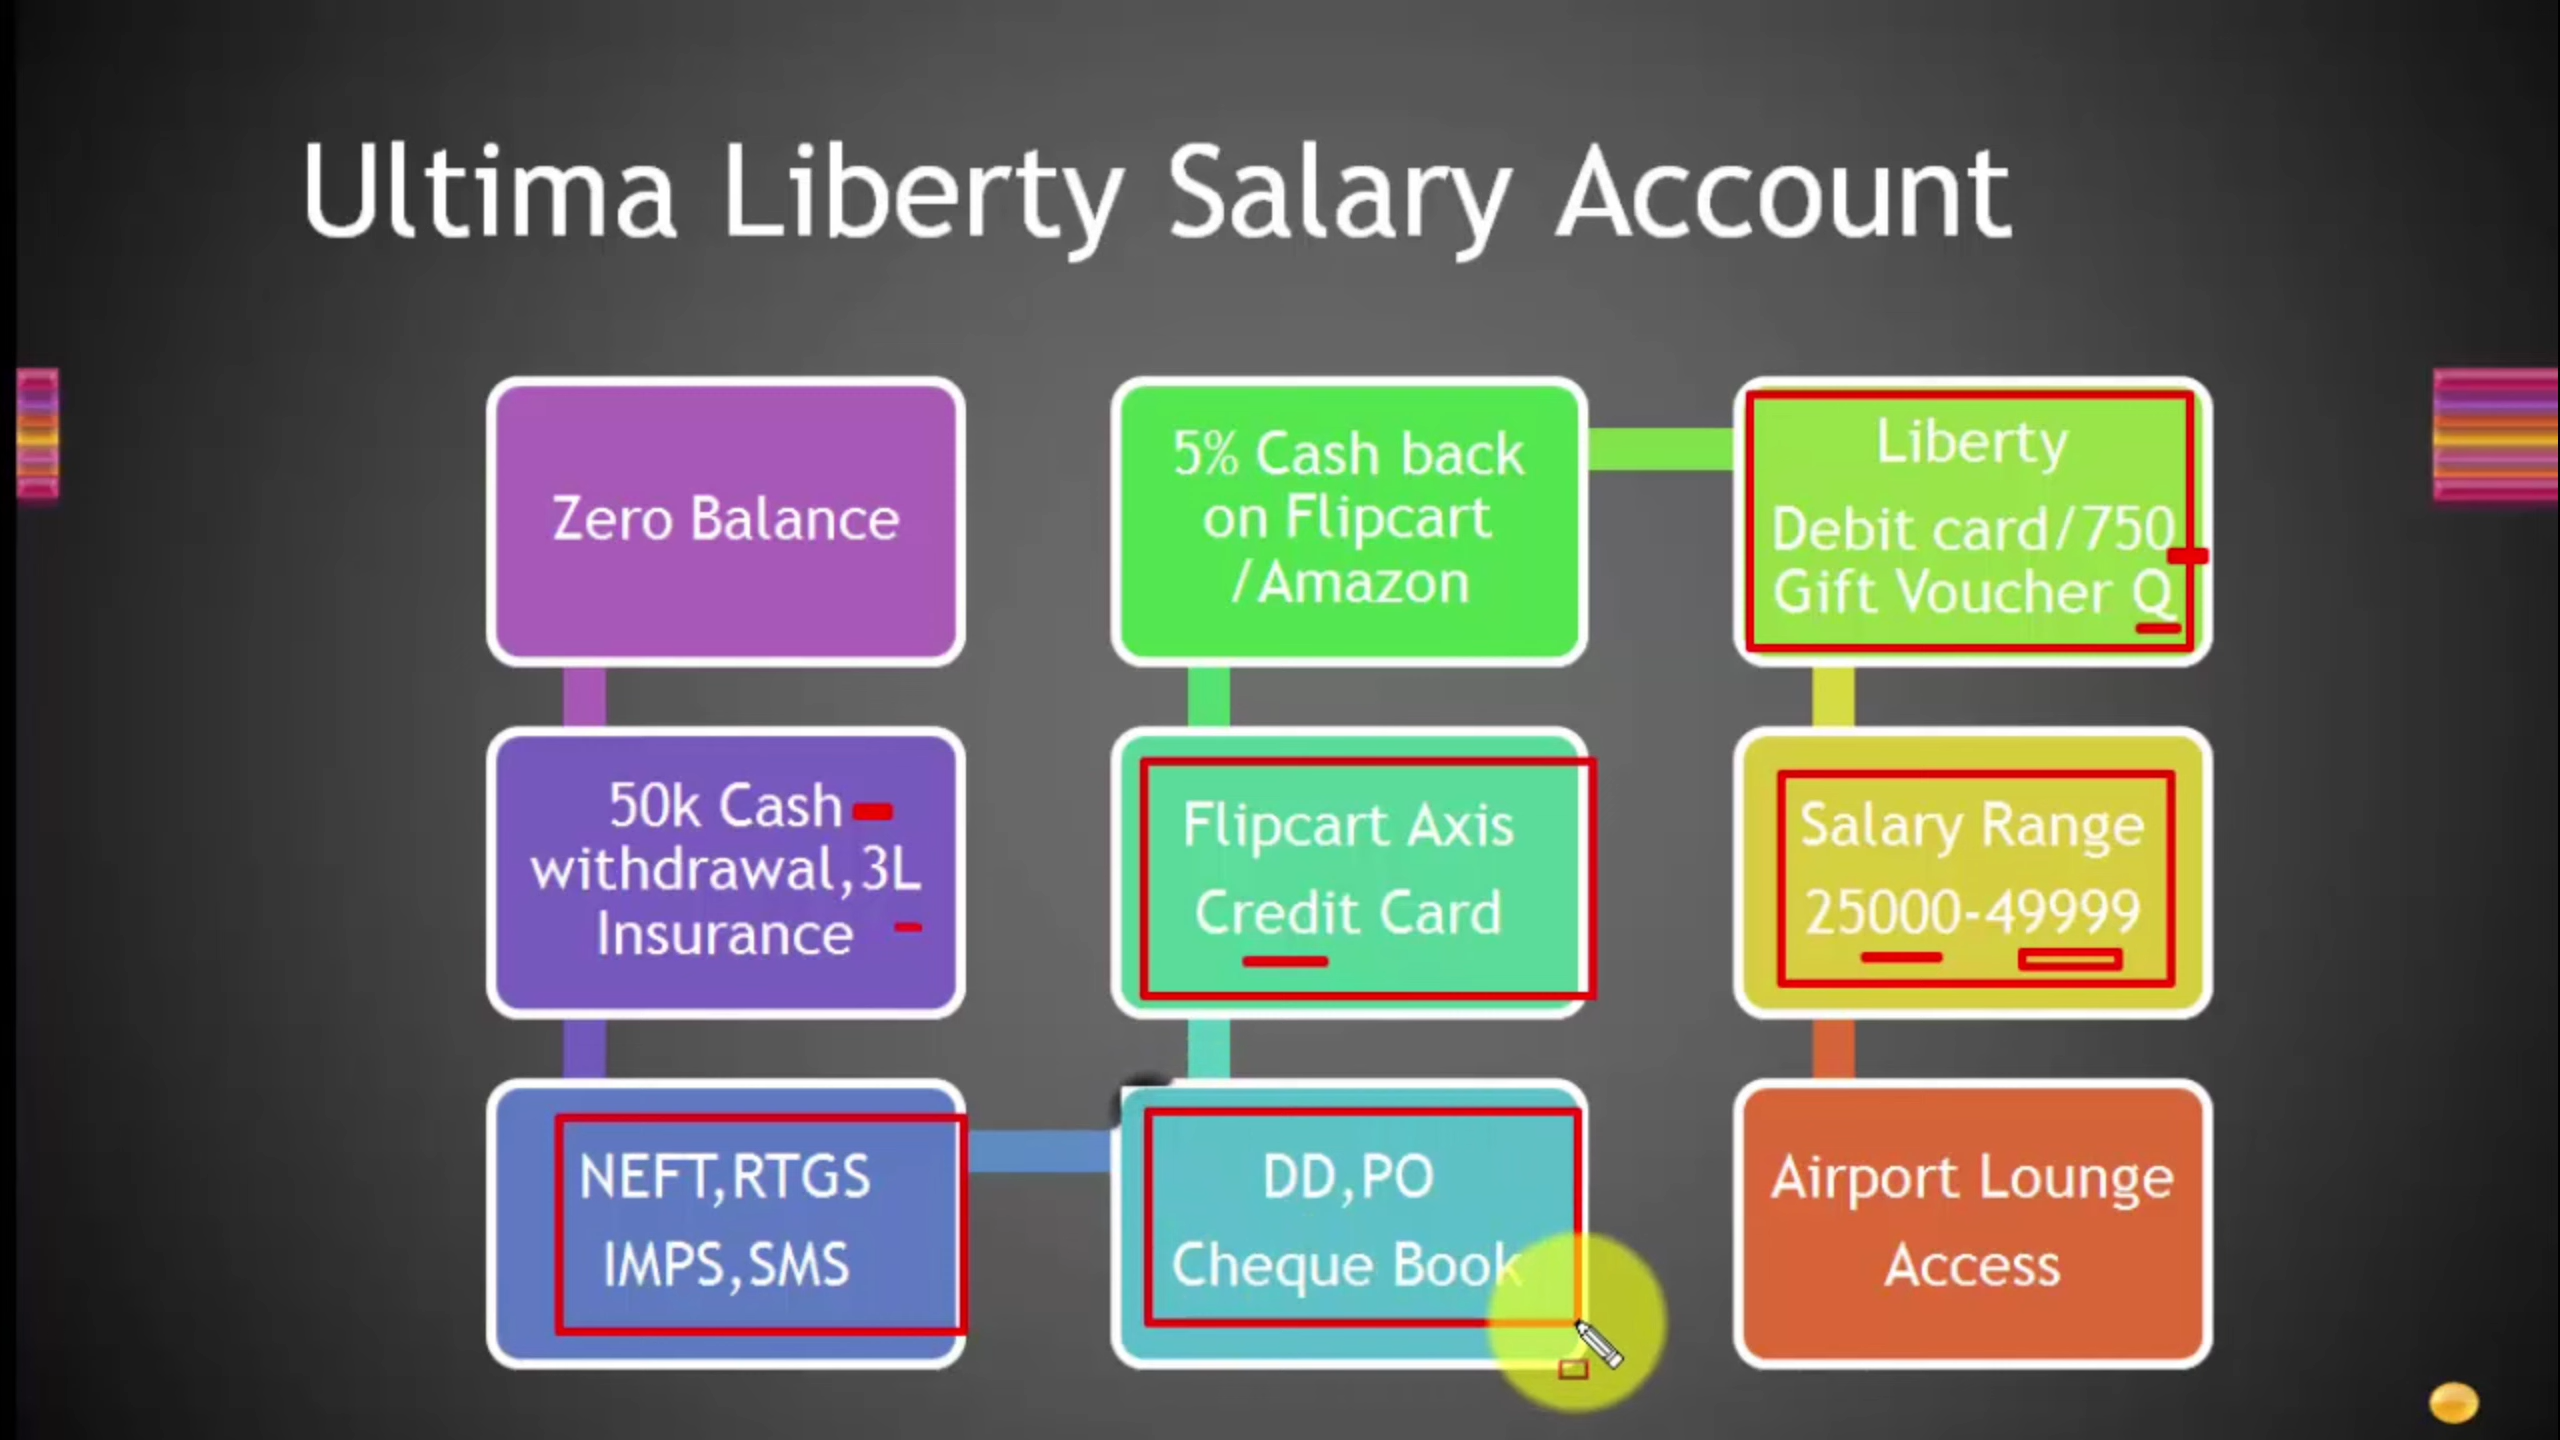 Ultima Liberty Salary Account
Zero Balance
50k Cash
withdrawal,3L
Insurance
NEFT,RTGS
IMPS,SMS
5% Cash back
on Flipcart
/Amazon
Flipcart Axis
Credit Card
DD,PO
Cheque Book
Liberty
Debit card/750
Gift Voucher Q
Salary Range
25000-49999
Airport Lounge
Access